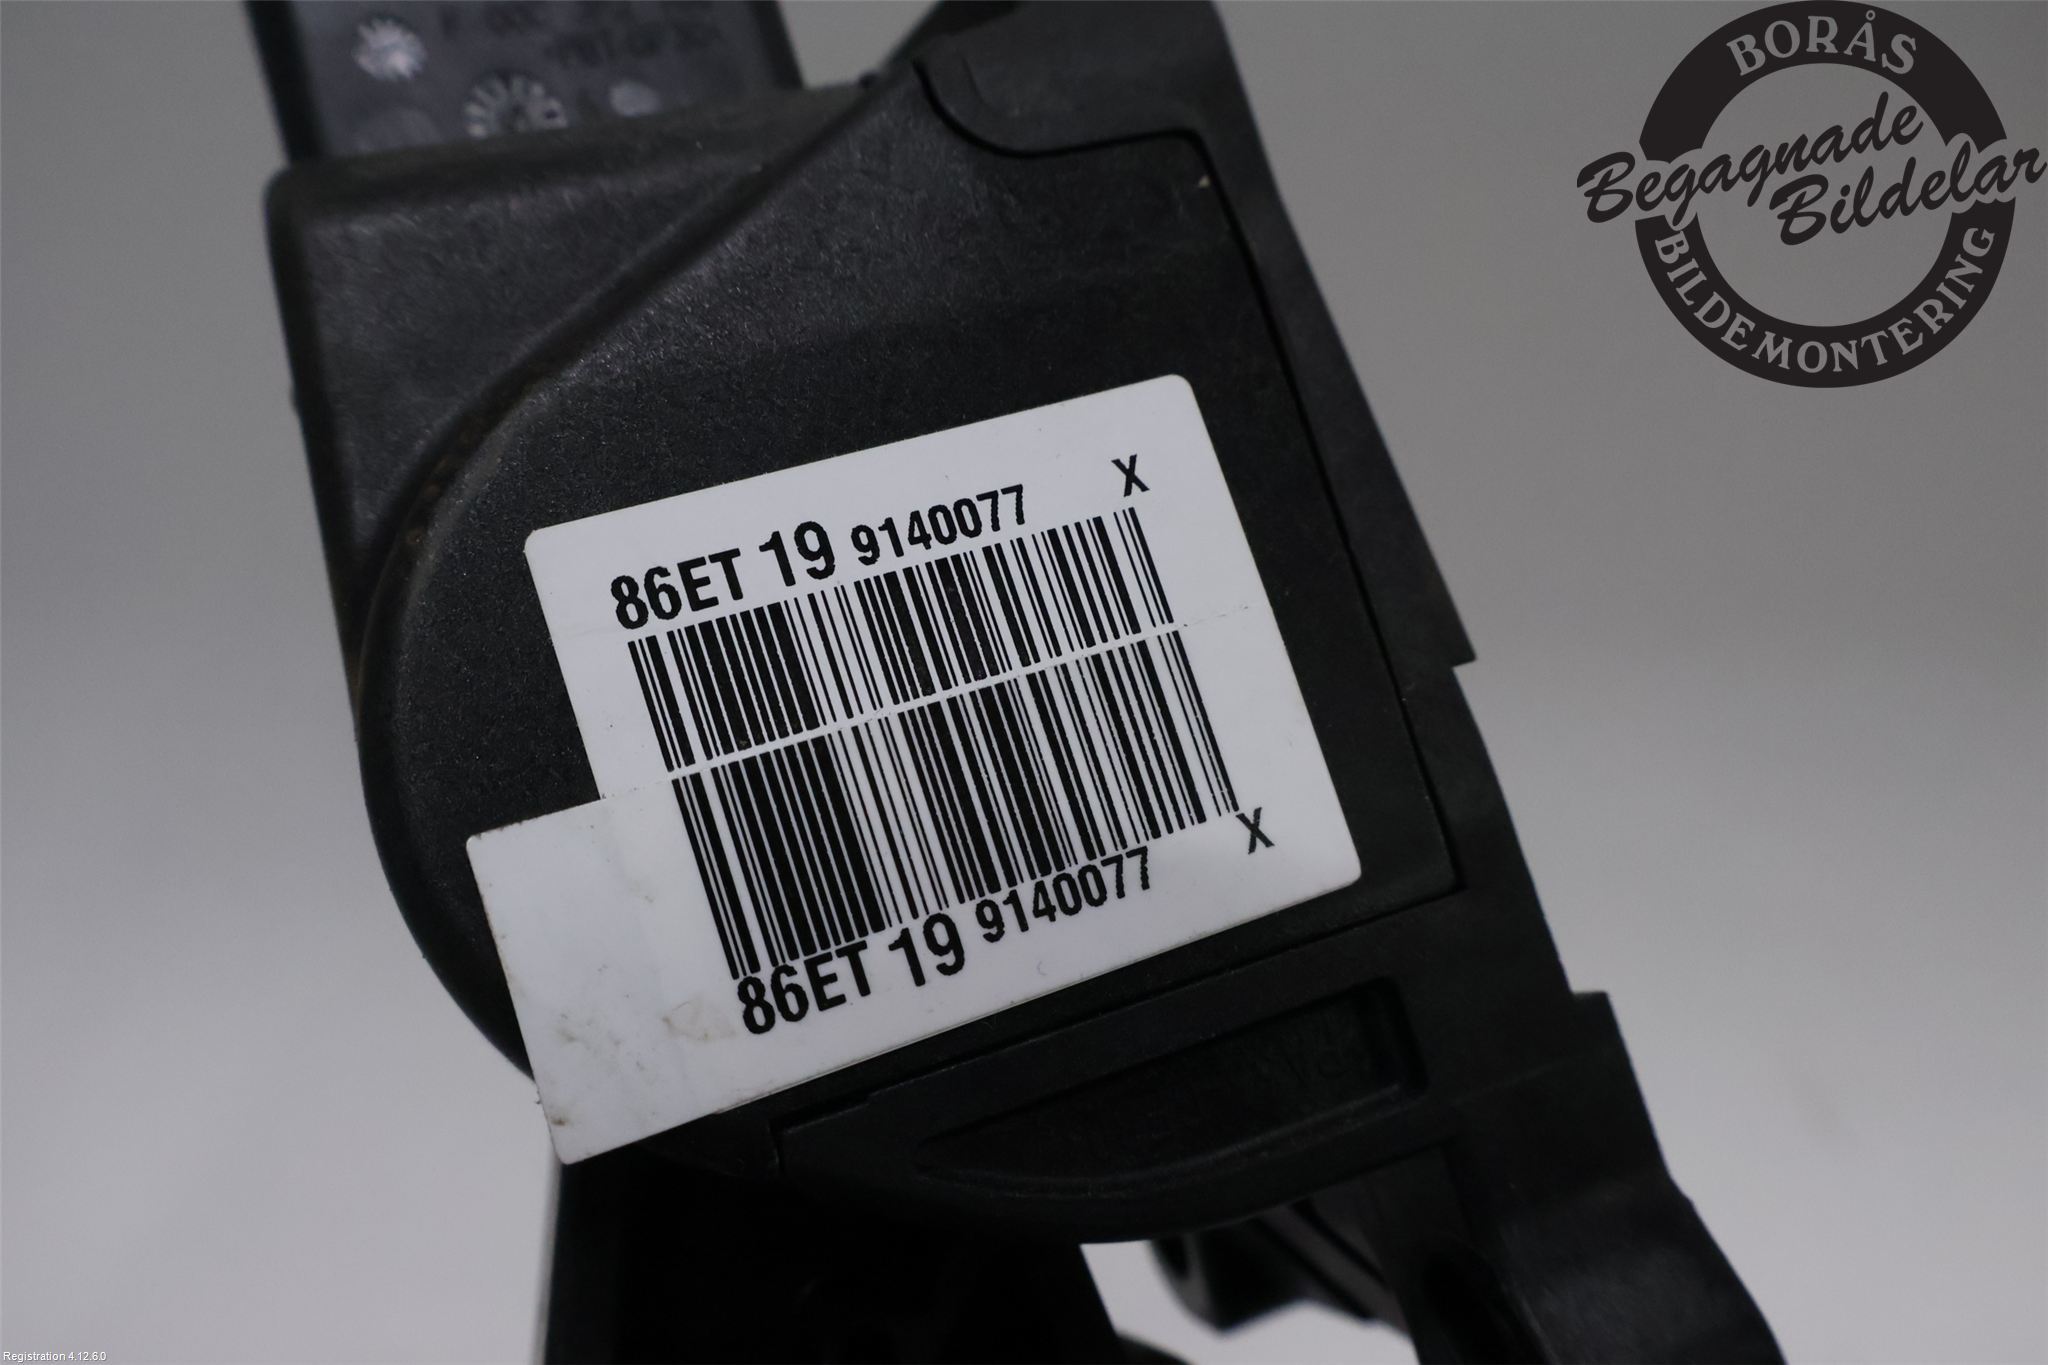 BORÅS
Begagnade
Bildelar
BILDEMONTERING
86ET 19 9140077 X
86ET 19 9140077 X
Registration 4.12.6.0